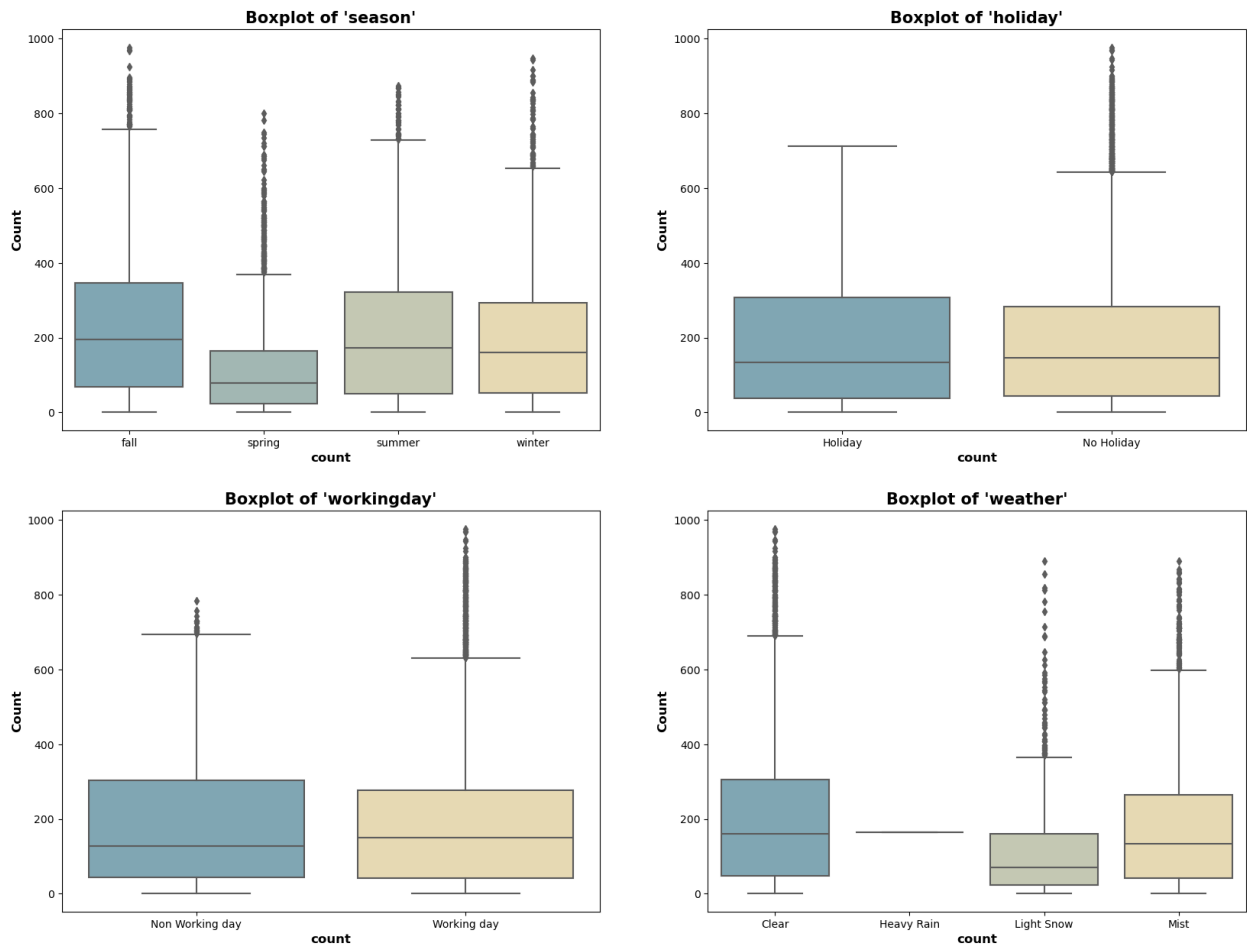 Boxplot of 'season'
1000
800
600
400
200
0
Count
fall spring summer winter
count
Boxplot of 'holiday'
1000
800
600
400
200
0
Count
Holiday No Holiday
count
Boxplot of 'workingday'
1000
800
600
400
200
0
Count
Non Working day Working day
count
Boxplot of 'weather'
1000
800
600
400
200
0
Count
Clear Heavy Rain Light Snow Mist
count